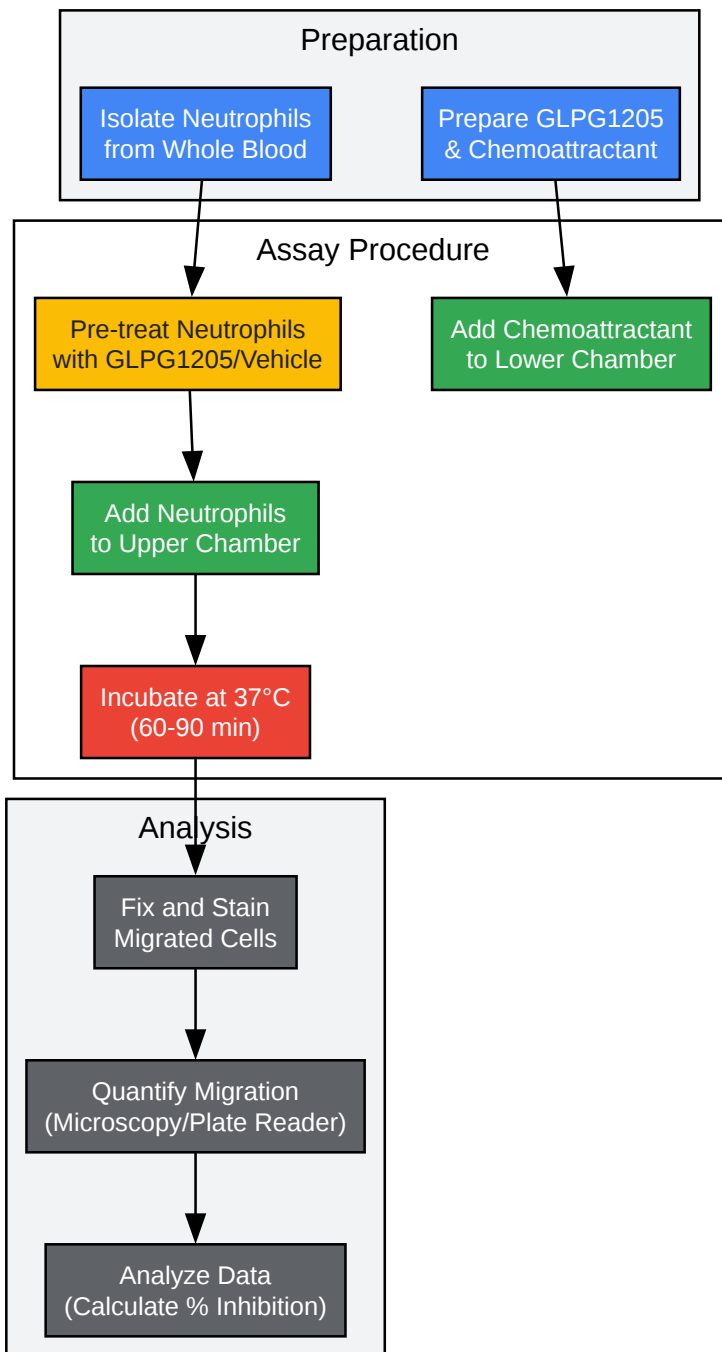 Preparation
Isolate Neutrophils
from Whole Blood
Prepare GLPG1205
& Chemoattractant
Assay Procedure
Pre-treat Neutrophils
with GLPG1205/Vehicle
Add Chemoattractant
to Lower Chamber
Add Neutrophils
to Upper Chamber
Incubate at 37°C
(60-90 min)
Analysis
Fix and Stain
Migrated Cells
Quantify Migration
(Microscopy/Plate Reader)
Analyze Data
(Calculate % Inhibition)